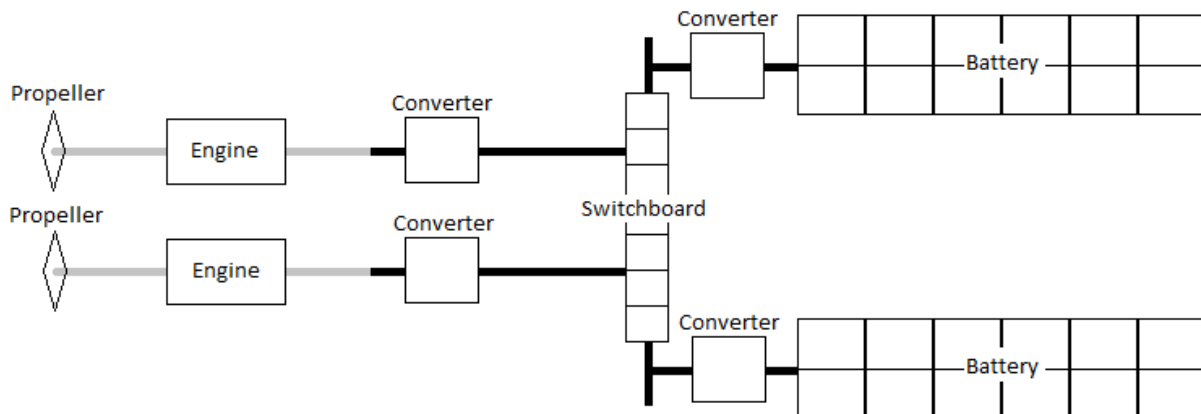 Converter
Battery
Propeller
Converter
Engine
Switchboard
Propeller
Converter
Engine
Converter
Battery